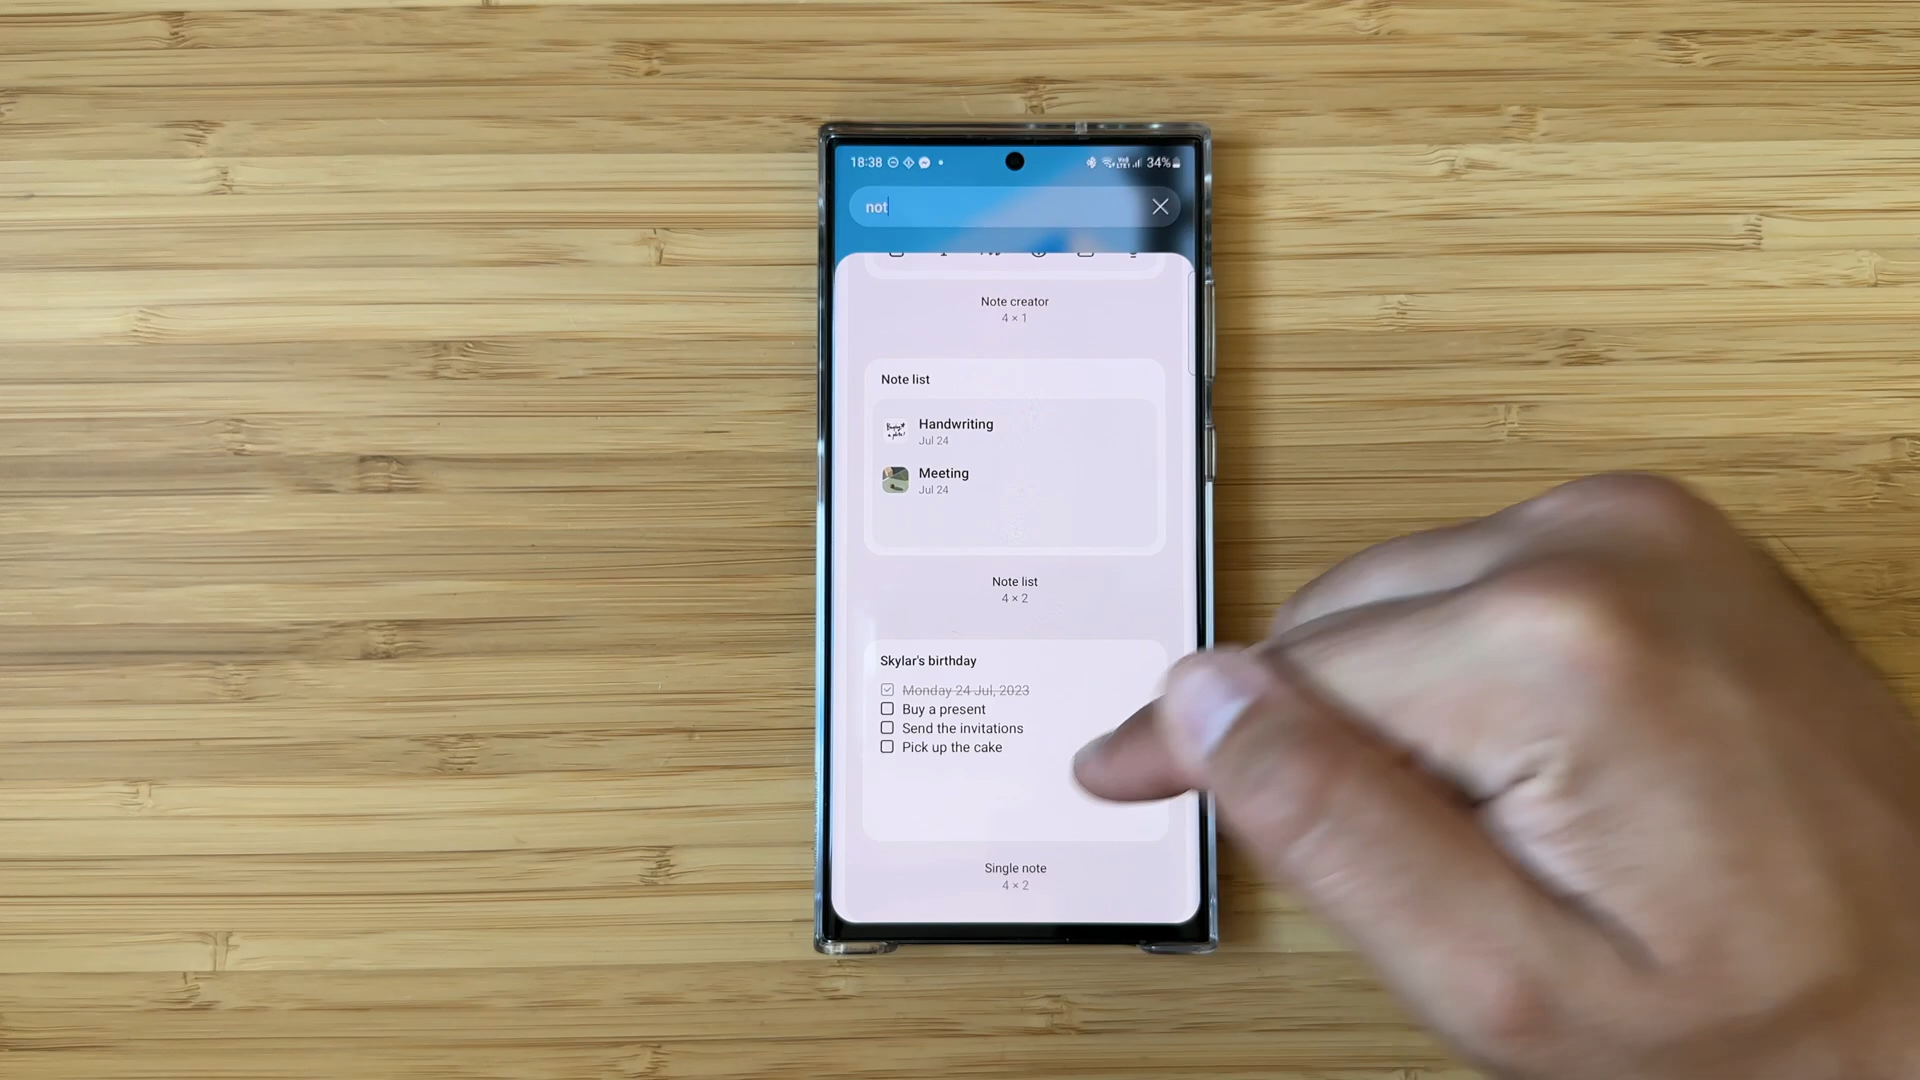 18:38
34%
not
Note creator
4 × 1
Note list
Handwriting
Jul 24
Meeting
Jul 24
Note list
4 × 2
Skylar's birthday
Monday 24 Jul, 2023
Buy a present
Send the invitations
Pick up the cake
Single note
4 × 2